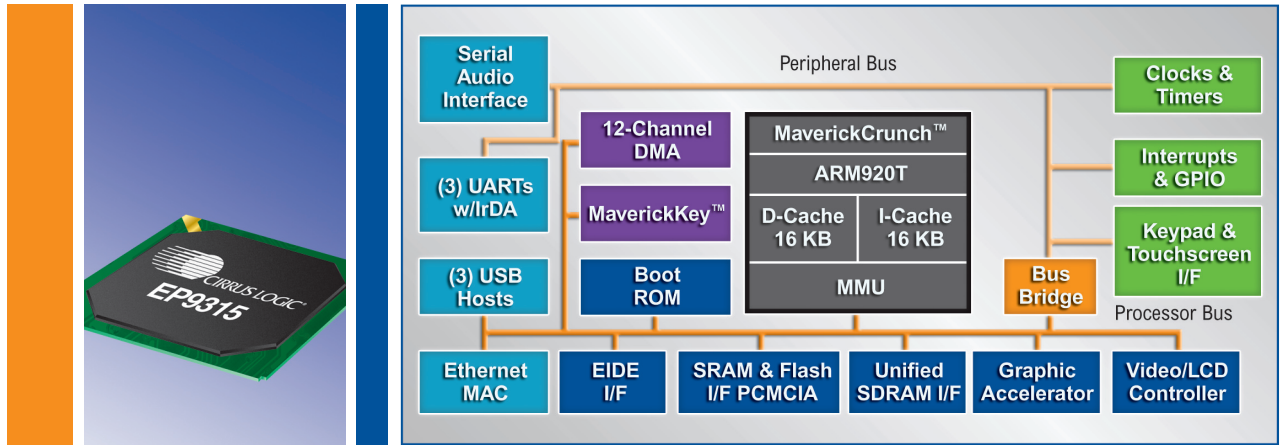 CIRRUS LOGIC®
EP9315
Serial
Audio
Interface
Peripheral Bus
Clocks &
Timers
12-Channel
DMA
MaverickCrunch™
ARM920T
Interrupts
& GPIO
(3) UARTs
w/IrDA
MaverickKey™
D-Cache
16 KB
I-Cache
16 KB
Keypad &
Touchscreen
I/F
(3) USB
Hosts
Boot
ROM
MMU
Bus
Bridge
Processor Bus
Ethernet
MAC
EIDE
I/F
SRAM & Flash
I/F PCMCIA
Unified
SDRAM I/F
Graphic
Accelerator
Video/LCD
Controller